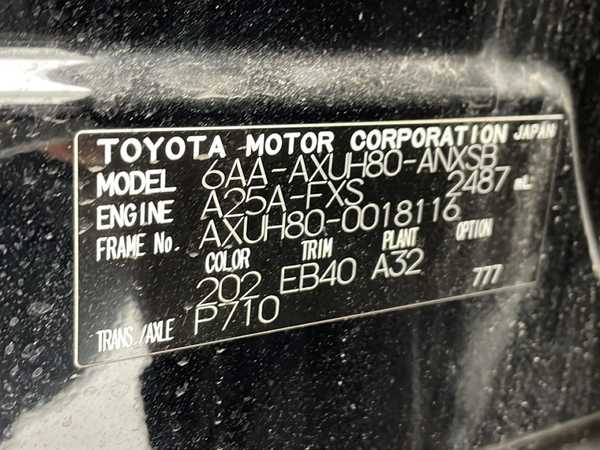 TOYOTA MOTOR CORPORATION JAPAN
MODEL 6AA-AXUH80-ANXSB
ENGINE A25A-FXS 2487 mL
FRAME No. AXUH80-0018116
COLOR TRIM PLANT OPTION
202 EB40 A32 777
TRANS./AXLE P710